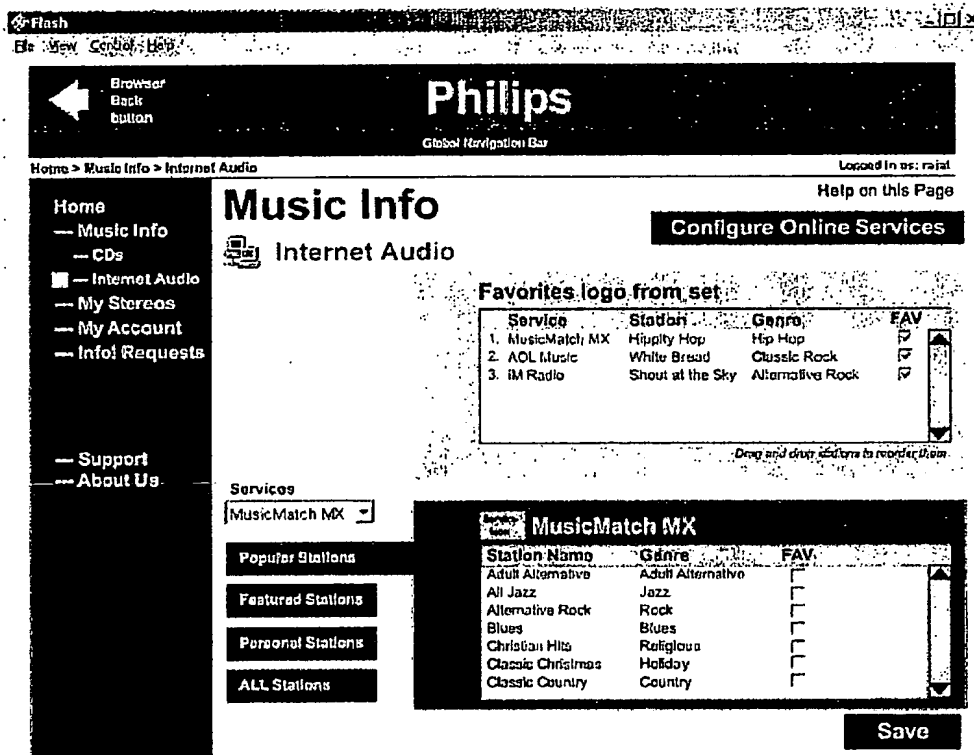 Flash
File View Control Help
Browser
Back
button
Philips
Global Navigation Bar
Home > Music Info > Internet Audio
Logged in as: rajat
Help on this Page
Home
— Music Info
— CDs
— Internet Audio
— My Stereos
— My Account
— Info! Requests
— Support
— About Us
Music Info
Configure Online Services
Internet Audio
Favorites logo from set
Service Station Genre FAV
1. MusicMatch MX Hippity Hop Hip Hop
2. AOL Music White Bread Classic Rock
3. iM Radio Shout at the Sky Alternative Rock
Drag and drop stations to reorder them
Services
MusicMatch MX
Popular Stations
Featured Stations
Personal Stations
ALL Stations
MusicMatch MX
Station Name Genre FAV
Adult Alternative Adult Alternative
All Jazz Jazz
Alternative Rock Rock
Blues Blues
Christian Hits Religious
Classic Christmas Holiday
Classic Country Country
Save